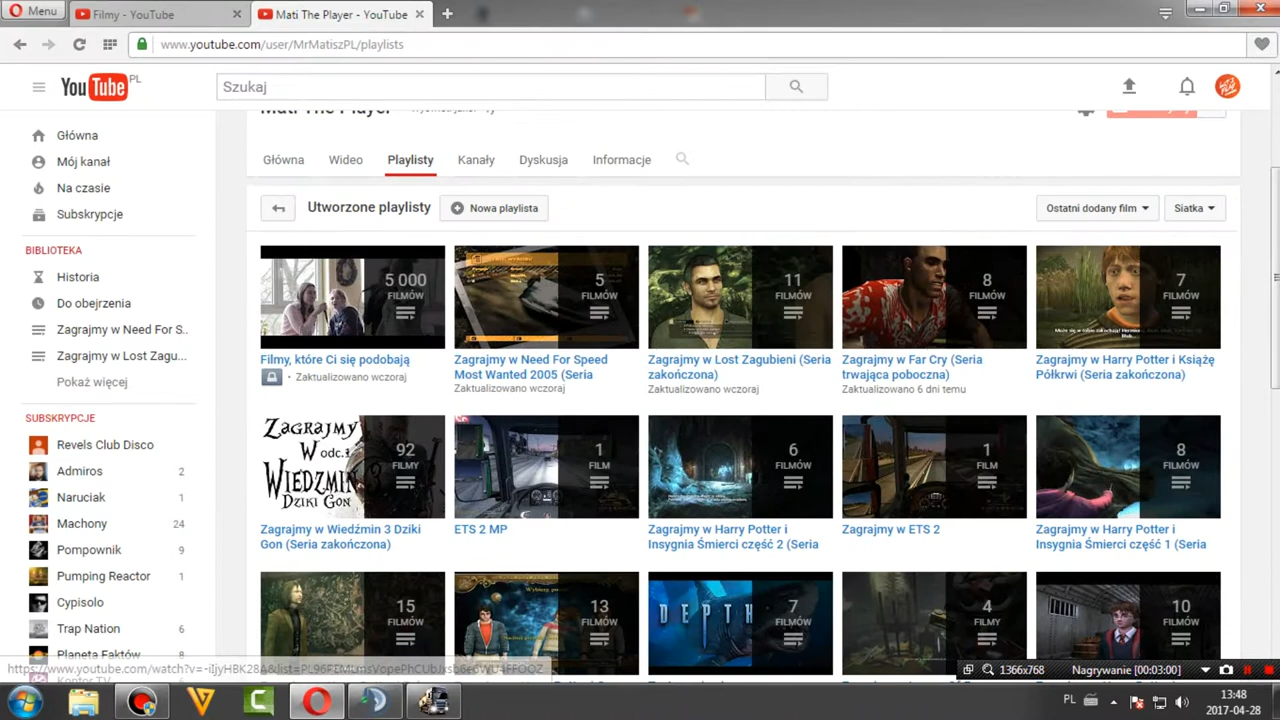 Menu
Filmy - YouTube
Mati The Player - YouTube
www.youtube.com/user/MrMatiszPL/playlists
YouTube PL
Szukaj
Mati The Player
Główna
Mój kanał
Na czasie
Subskrypcje
BIBLIOTEKA
Historia
Do obejrzenia
Zagrajmy w Need For S..
Zagrajmy w Lost Zagu...
Pokaż więcej
SUBSKRYPCJE
Revels Club Disco
Admiros 2
Naruciak 1
Machony 24
Pompownik 9
Pumping Reactor 1
Cypisolo
Trap Nation 6
Planeta Faktów
Główna Wideo Playlisty Kanały Dyskusja Informacje
Utworzone playlisty
Nowa playlista
Ostatni dodany film
Siatka
5 000
FILMÓW
Filmy, które Ci się podobają
Zaktualizowano wczoraj
5
FILMÓW
Zagrajmy w Need For Speed
Most Wanted 2005 (Seria
Zaktualizowano wczoraj
11
FILMÓW
Zagrajmy w Lost Zagubieni (Seria
zakończona)
Zaktualizowano wczoraj
8
FILMÓW
Zagrajmy w Far Cry (Seria
trwająca poboczna)
Zaktualizowano 6 dni temu
7
FILMÓW
Zagrajmy w Harry Potter i Książę
Półkrwi (Seria zakończona)
Zagrajmy
W odc.1
WIEDŹMIN
DZIKI GON
92
FILMY
Zagrajmy w Wiedźmin 3 Dziki
Gon (Seria zakończona)
1
FILM
ETS 2 MP
6
FILMÓW
Zagrajmy w Harry Potter i
Insygnia Śmierci część 2 (Seria
1
FILM
Zagrajmy w ETS 2
8
FILMÓW
Zagrajmy w Harry Potter i
Insygnia Śmierci część 1 (Seria
15
FILMÓW
13
FILMÓW
DEPTH
7
FILMÓW
4
FILMY
10
FILMÓW
1366x768
Nagrywanie [00:03:00]
PL
13:48
2017-04-28